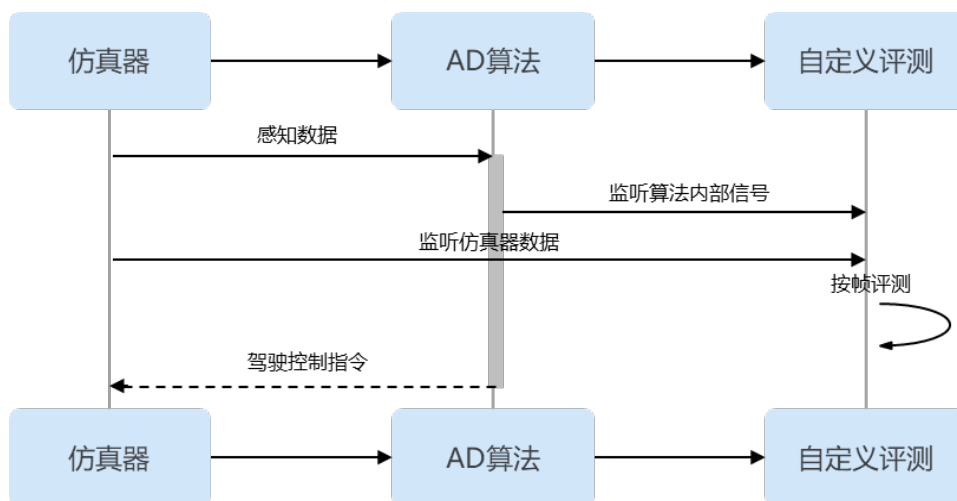 仿真器
AD算法
自定义评测
感知数据
监听算法内部信号
监听仿真器数据
按帧评测
驾驶控制指令
仿真器
AD算法
自定义评测